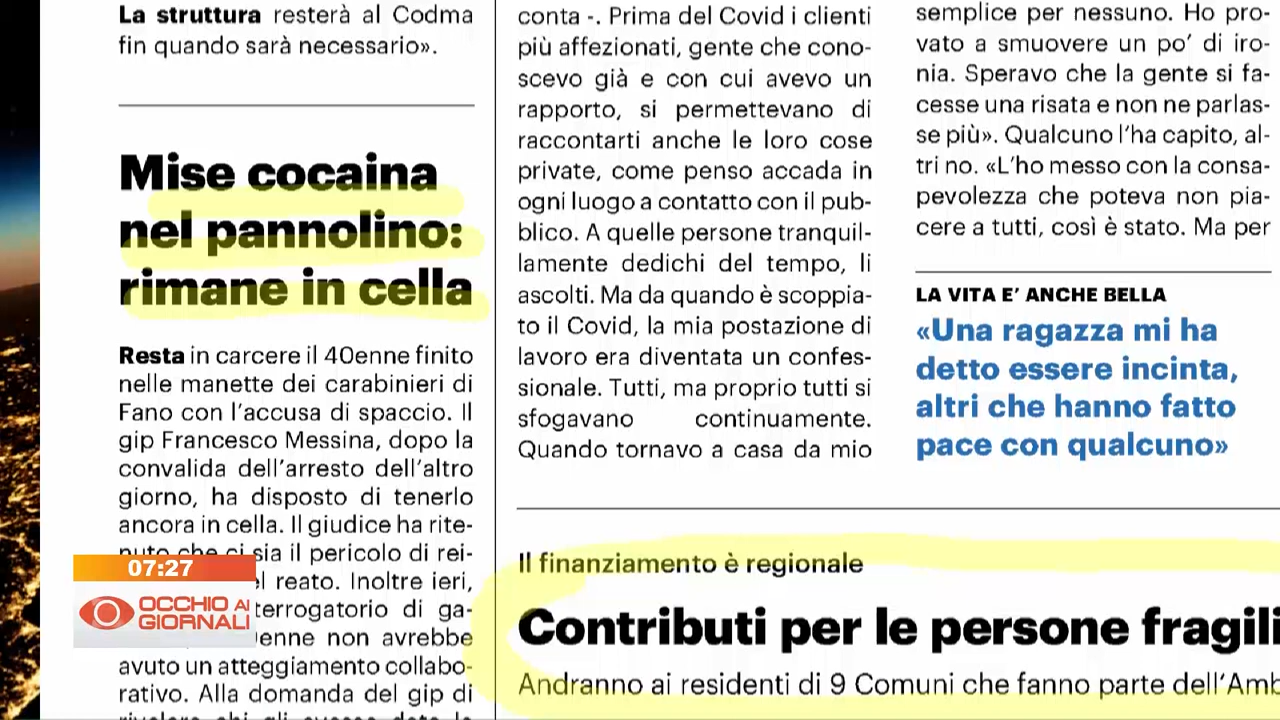 La struttura resterà al Codma
fin quando sarà necessario».
Mise cocaina
nel pannolino:
rimane in cella
Resta in carcere il 40enne finito
nelle manette dei carabinieri di
Fano con l'accusa di spaccio. Il
gip Francesco Messina, dopo la
convalida dell'arresto dell'altro
giorno, ha disposto di tenerlo
ancora in cella. Il giudice ha rite-
nuto che ci sia il pericolo di rei-
reato. Inoltre ieri,
terrogatorio di ga-
enne non avrebbe
avuto un atteggiamento collabo-
rativo. Alla domanda del gip di
conta -. Prima del Covid i clienti
più affezionati, gente che cono-
scevo già e con cui avevo un
rapporto, si permettevano di
raccontarti anche le loro cose
private, come penso accada in
ogni luogo a contatto con il pub-
blico. A quelle persone tranquil-
lamente dedichi del tempo, li
ascolti. Ma da quando è scoppia-
to il Covid, la mia postazione di
lavoro era diventata un confes-
sionale. Tutti, ma proprio tutti si
sfogavano continuamente.
Quando tornavo a casa da mio
semplice per nessuno. Ho pro-
vato a smuovere un po' di iro-
nia. Speravo che la gente si fa-
cesse una risata e non ne parlas-
se più». Qualcuno l'ha capito, al-
tri no. «L'ho messo con la consa-
pevolezza che poteva non pia-
cere a tutti, così è stato. Ma per
LA VITA E' ANCHE BELLA
«Una ragazza mi ha
detto essere incinta,
altri che hanno fatto
pace con qualcuno»
Il finanziamento è regionale
Contributi per le persone fragili
Andranno ai residenti di 9 Comuni che fanno parte dell'Amb
07:27
OCCHIO AI
GIORNALI